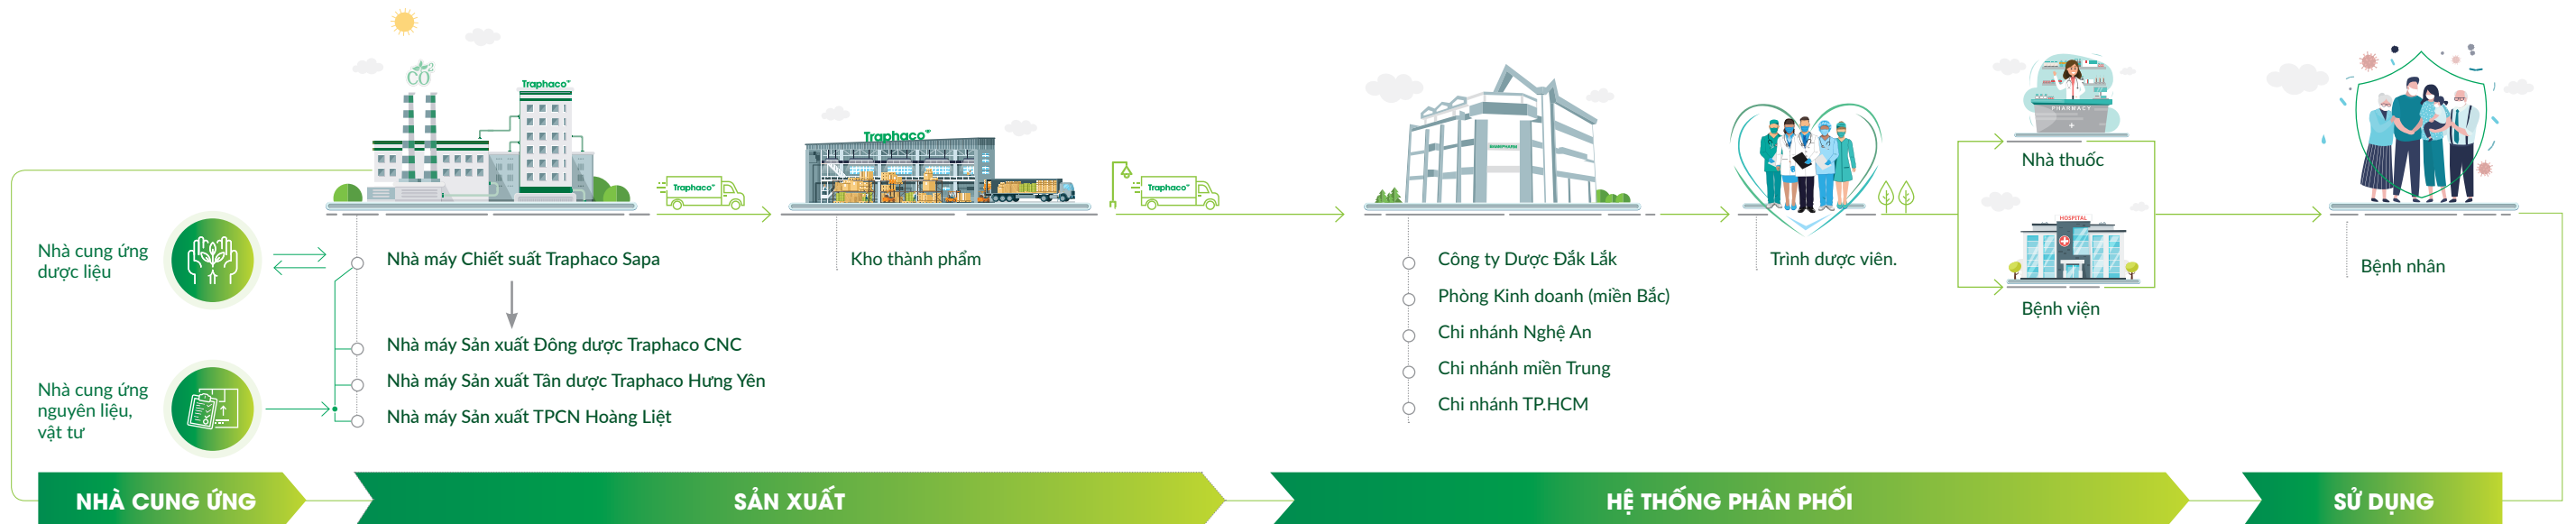 CO2
Traphaco
Traphaco
Traphaco
Traphaco
PHARMACY
Nhà thuốc
HOSPITAL
Bệnh viện
Nhà cung ứng
dược liệu
Nhà cung ứng
nguyên liệu,
vật tư
Nhà máy Chiết suất Traphaco Sapa
Nhà máy Sản xuất Đông dược Traphaco CNC
Nhà máy Sản xuất Tân dược Traphaco Hưng Yên
Nhà máy Sản xuất TPCN Hoàng Liệt
Kho thành phẩm
Công ty Dược Đắk Lắk
Phòng Kinh doanh (miền Bắc)
Chi nhánh Nghệ An
Chi nhánh miền Trung
Chi nhánh TP.HCM
Trình dược viên.
Bệnh nhân
NHÀ CUNG ỨNG
SẢN XUẤT
HỆ THỐNG PHÂN PHỐI
SỬ DỤNG